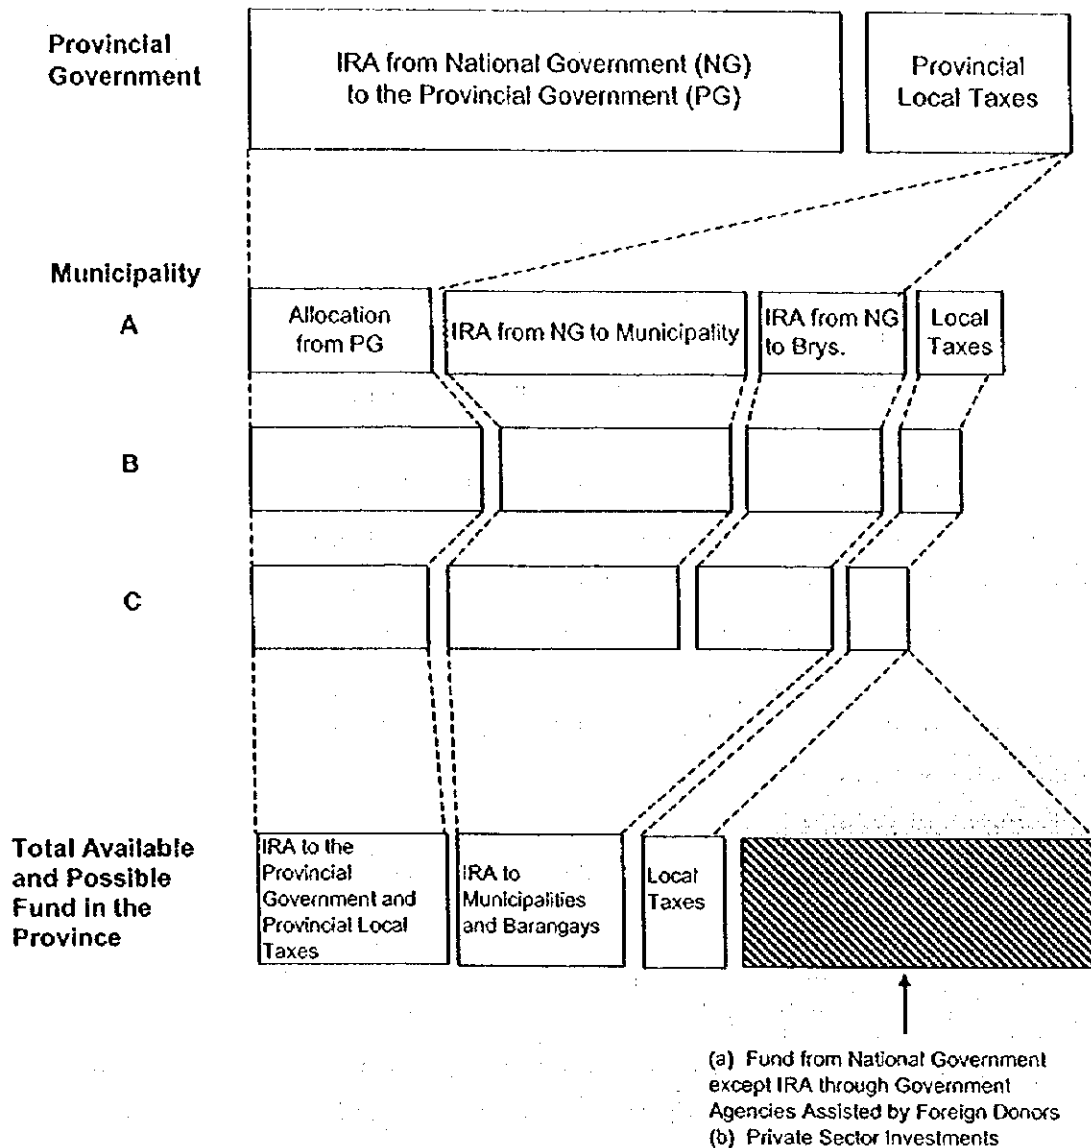 Provincial
Government
IRA from National Government (NG)
to the Provincial Government (PG)
Provincial
Local Taxes
Municipality
A
Allocation
from PG
IRA from NG to Municipality
IRA from NG
to Brys.
Local
Taxes
B
C
Total Available
and Possible
Fund in the
Province
IRA to the
Provincial
Government and
Provincial Local
Taxes
IRA to
Municipalities
and Barangays
Local
Taxes
(a) Fund from National Government
except IRA through Government
Agencies Assisted by Foreign Donors
(b) Private Sector Investments